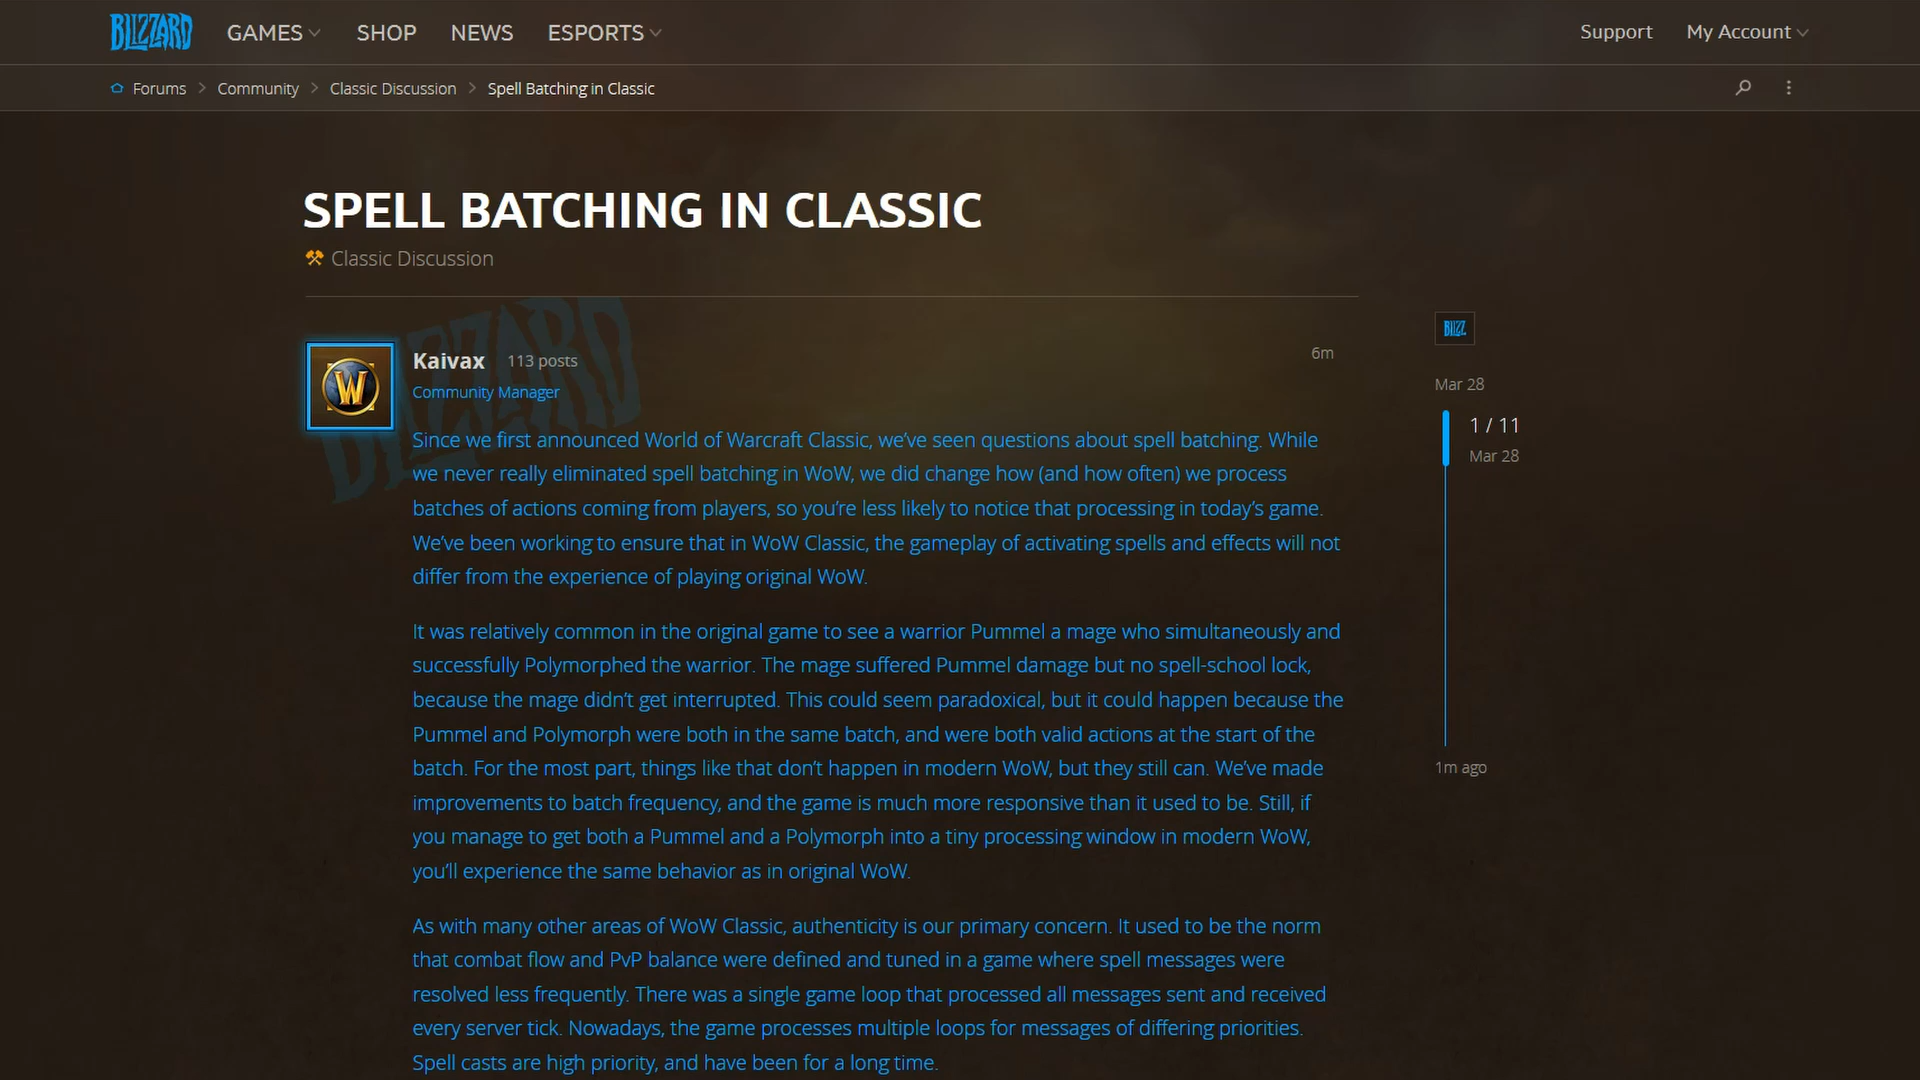 BLIZZARD GAMES SHOP NEWS ESPORTS Support My Account
Forums Community Classic Discussion Spell Batching in Classic
SPELL BATCHING IN CLASSIC
Classic Discussion
BLIZZARD
BLIZZ
Kaivax 113 posts 6m
W
Community Manager
Mar 28
1 / 11
Mar 28
1m ago
Since we first announced World of Warcraft Classic, we've seen questions about spell batching. While
we never really eliminated spell batching in WoW, we did change how (and how often) we process
batches of actions coming from players, so you're less likely to notice that processing in today's game.
We've been working to ensure that in WoW Classic, the gameplay of activating spells and effects will not
differ from the experience of playing original WoW.
It was relatively common in the original game to see a warrior Pummel a mage who simultaneously and
successfully Polymorphed the warrior. The mage suffered Pummel damage but no spell-school lock,
because the mage didn't get interrupted. This could seem paradoxical, but it could happen because the
Pummel and Polymorph were both in the same batch, and were both valid actions at the start of the
batch. For the most part, things like that don't happen in modern WoW, but they still can. We've made
improvements to batch frequency, and the game is much more responsive than it used to be. Still, if
you manage to get both a Pummel and a Polymorph into a tiny processing window in modern WoW,
you'll experience the same behavior as in original WoW.
As with many other areas of WoW Classic, authenticity is our primary concern. It used to be the norm
that combat flow and PvP balance were defined and tuned in a game where spell messages were
resolved less frequently. There was a single game loop that processed all messages sent and received
every server tick. Nowadays, the game processes multiple loops for messages of differing priorities.
Spell casts are high priority, and have been for a long time.